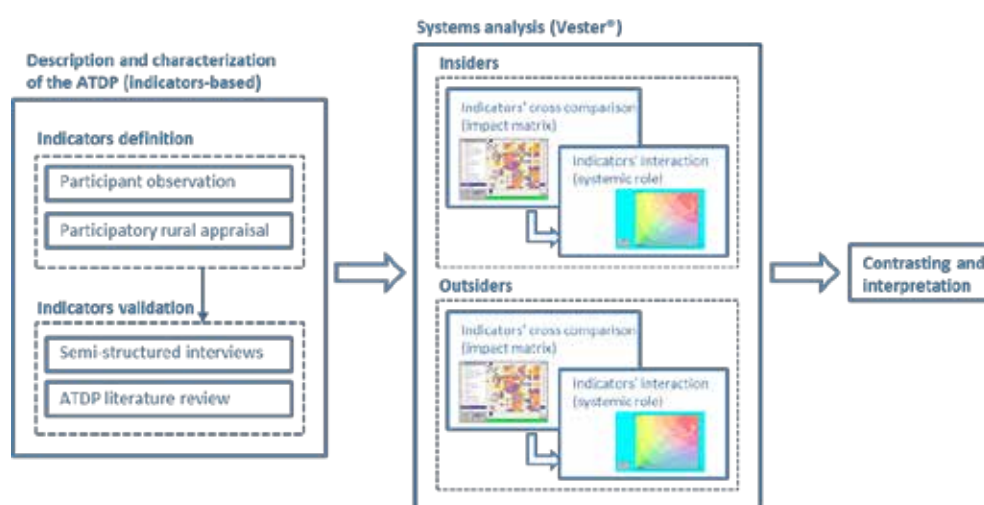 Description and characterization
of the ATDP (indicators-based)
Indicators definition
Participant observation
Participatory rural appraisal
Indicators validation
Semi-structured interviews
ATDP literature review
Systems analysis (Vester®)
Insiders
Indicators' cross comparison
(impact matrix)
Indicators' interaction
(systemic role)
Outsiders
Indicators' cross comparison
(impact matrix)
Indicators' interaction
(systemic role)
Contrasting and
interpretation